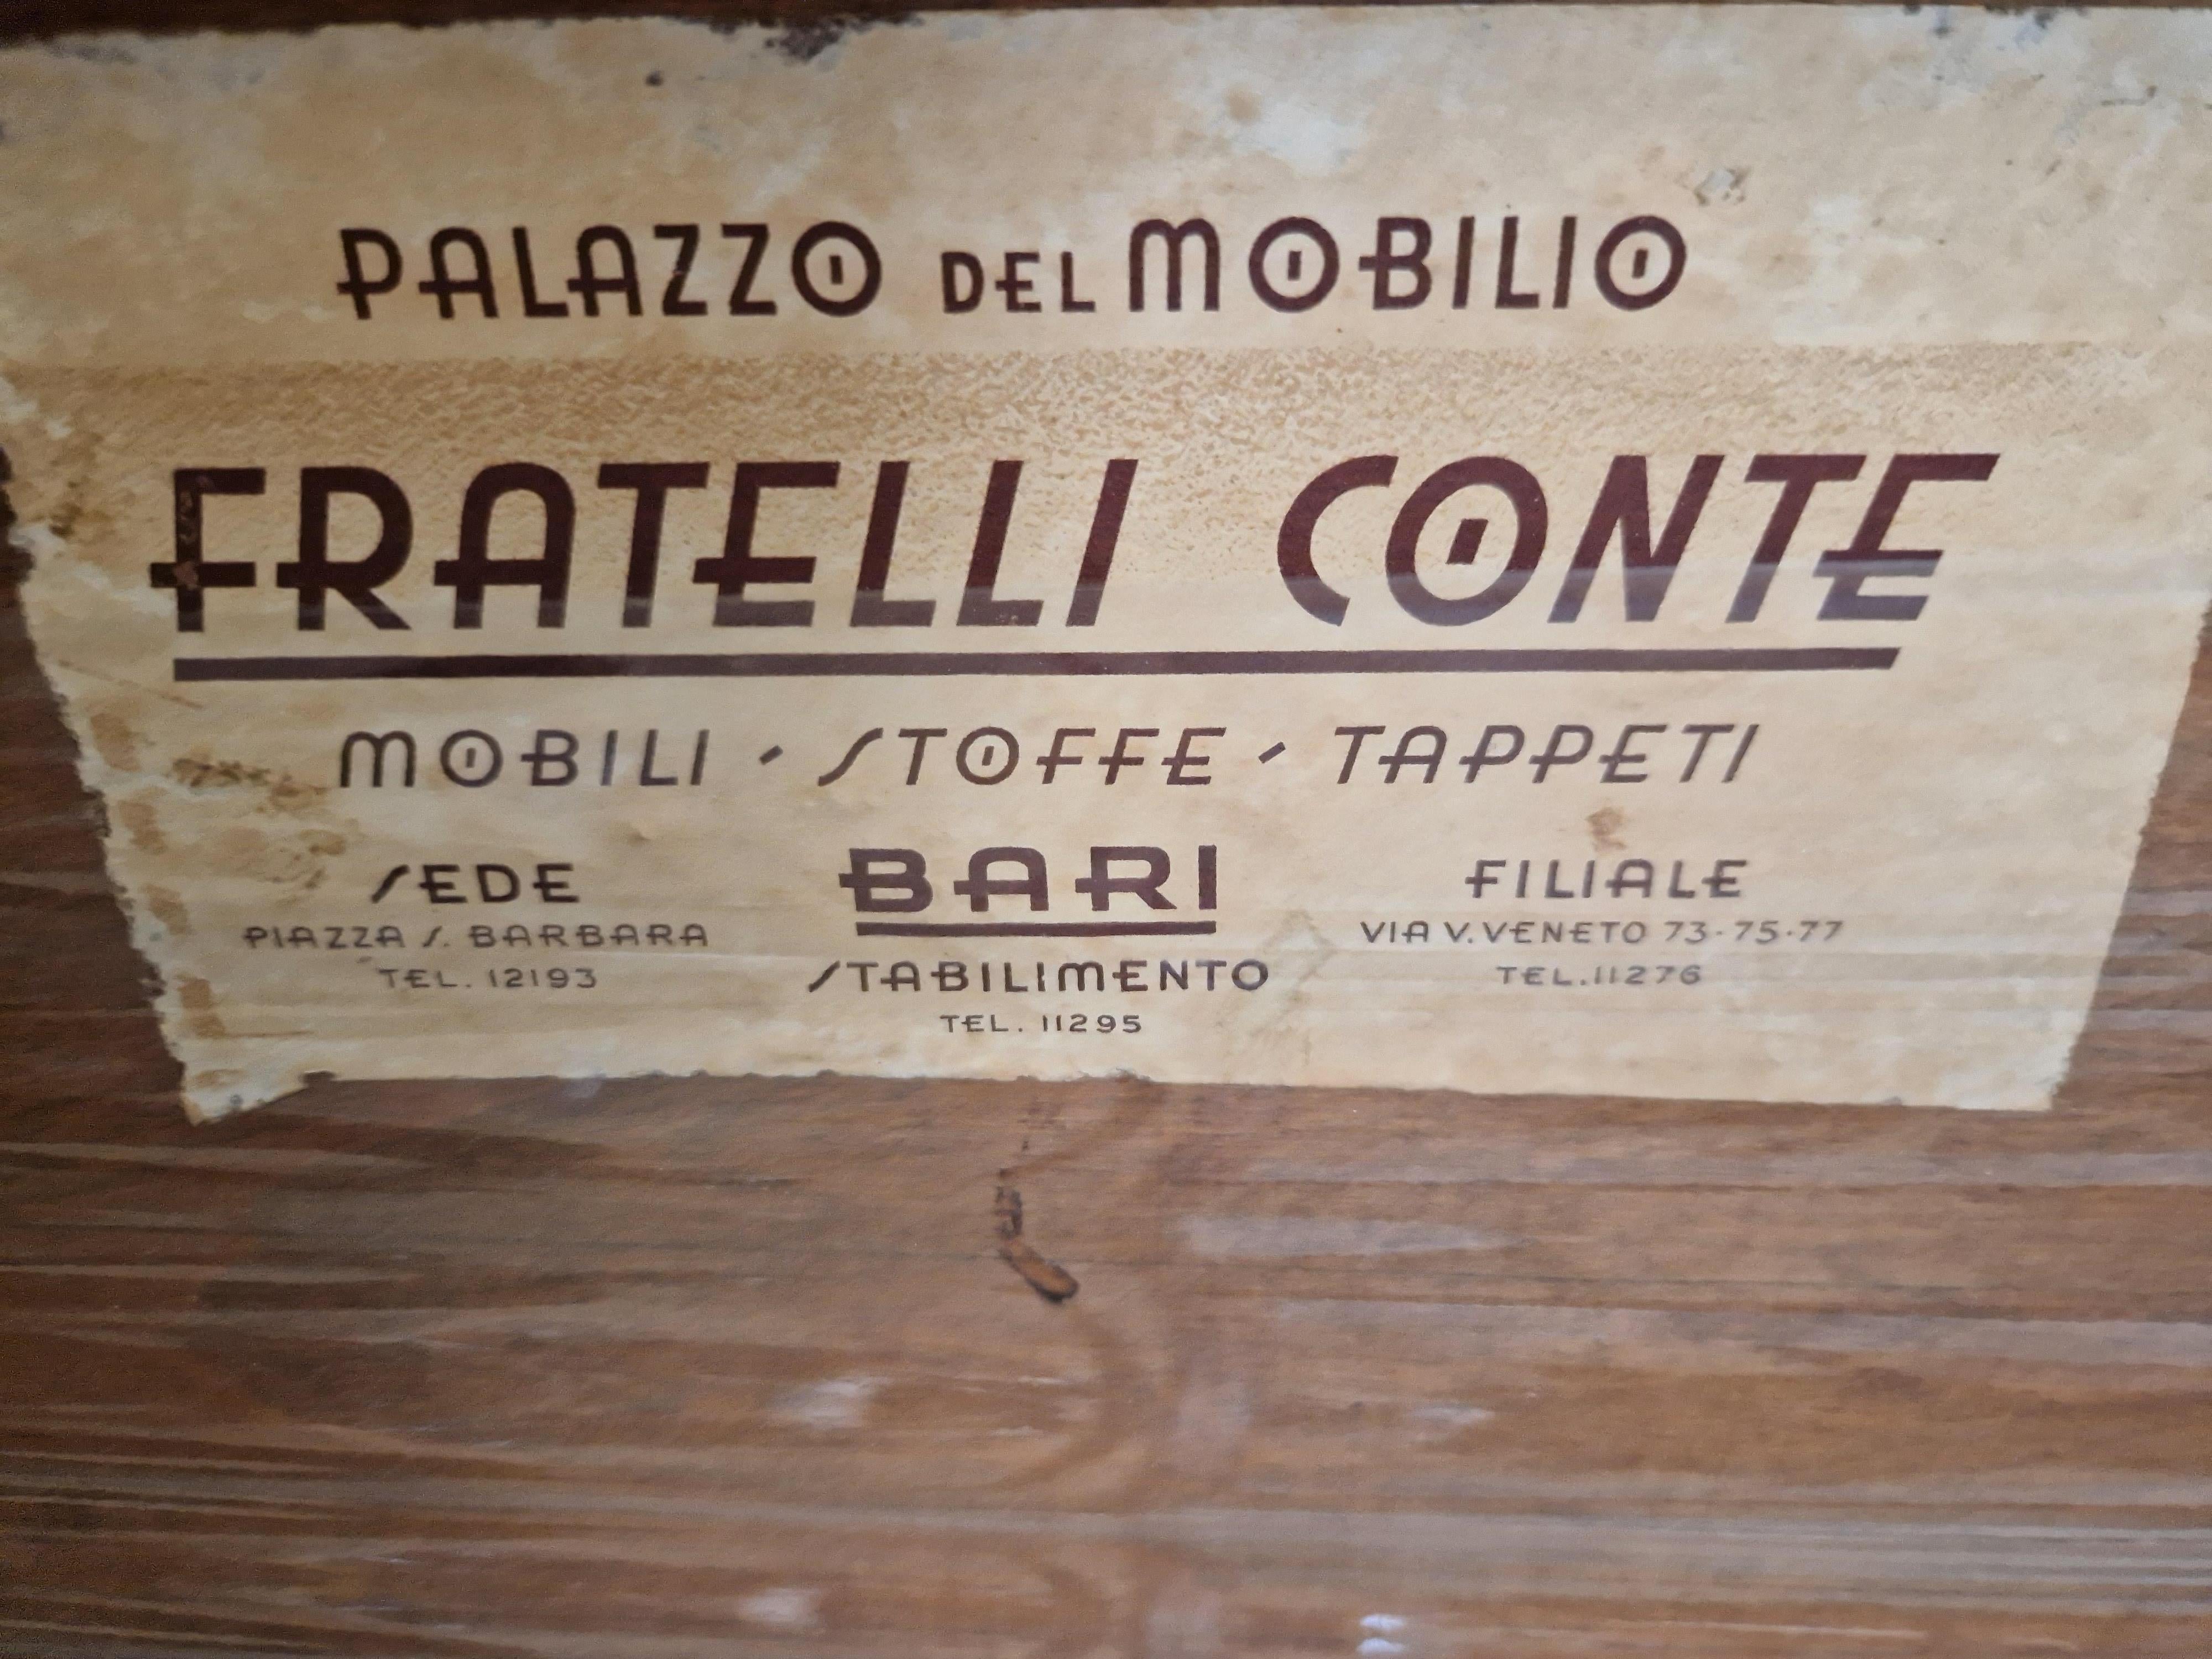 PALAZZO DEL MOBILIO
FRATELLI CONTE
MOBILI - STOFFE - TAPPETI
SEDE
PIAZZA S. BARBARA
TEL. 12193
BARI
STABILIMENTO
TEL. 11295
FILIALE
VIA V. VENETO 73-75-77
TEL. 11276